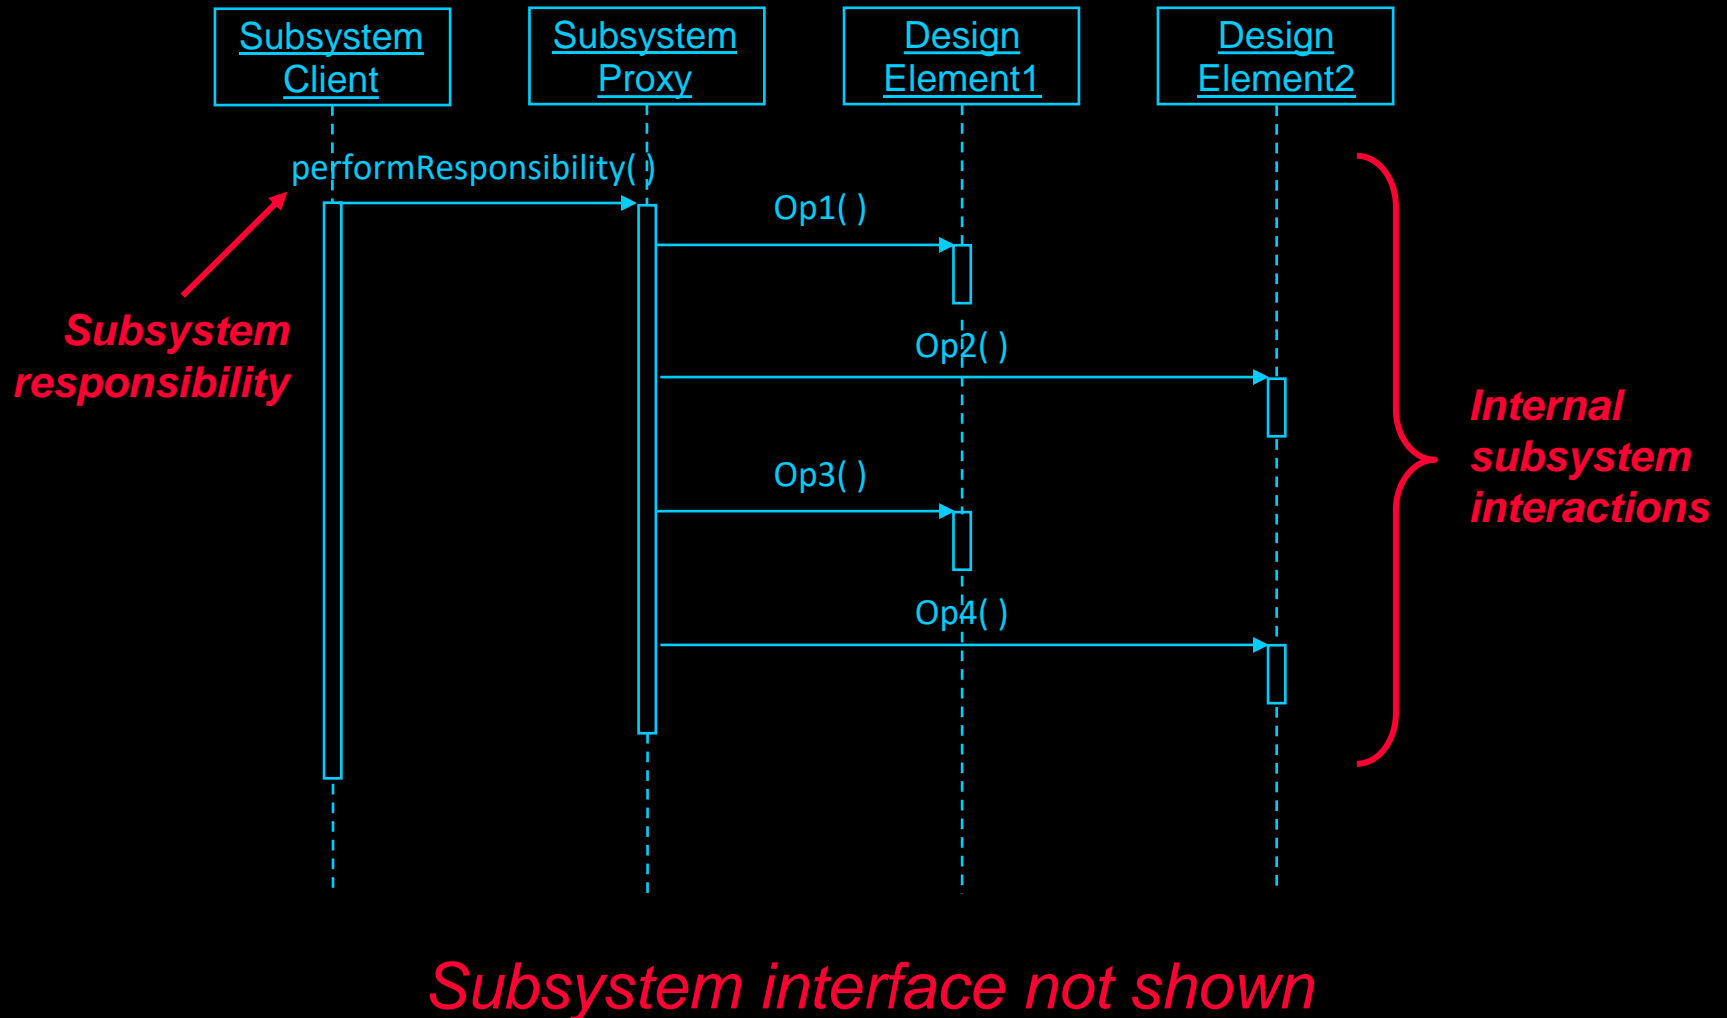 Subsystem
Client
Subsystem
Proxy
Design
Element1
Design
Element2
performResponsibility( )
Op1( )
Subsystem
responsibility
Op2( )
Internal
subsystem
interactions
Op3( )
Op4( )
Subsystem interface not shown